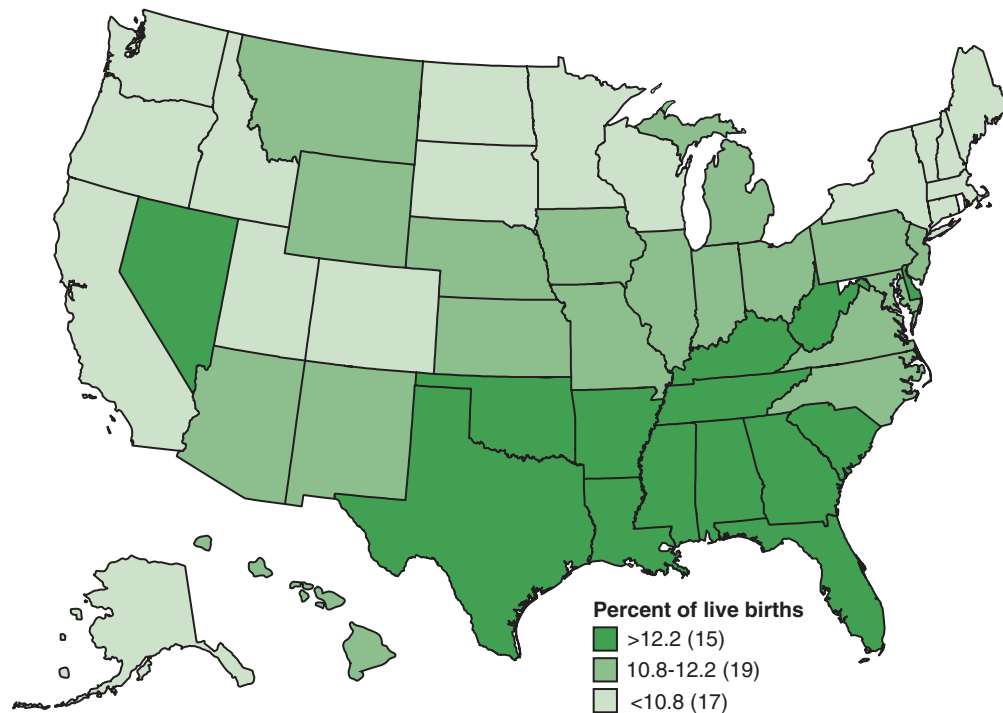 Percent of live births
>12.2 (15)
10.8-12.2 (19)
<10.8 (17)